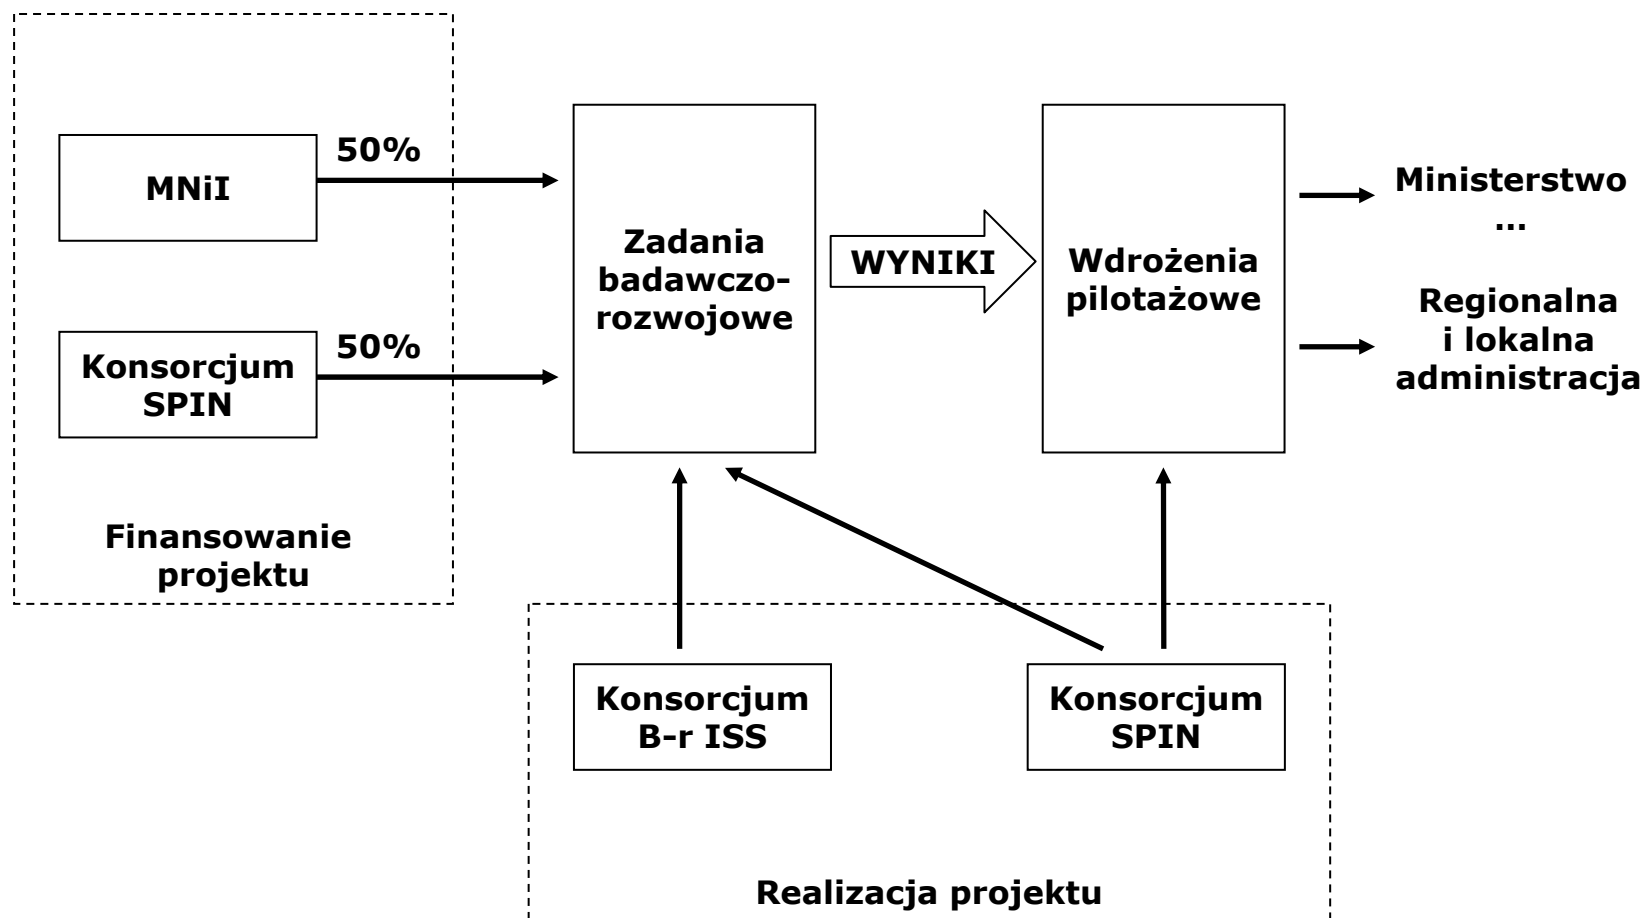 50%
MNiI
50%
Konsorcjum
SPIN
Finansowanie
projektu
Zadania
badawczo-
rozwojowe
WYNIKI
Wdrożenia
pilotażowe
Ministerstwo
...
Regionalna
i lokalna
administracja
Konsorcjum
B-r ISS
Konsorcjum
SPIN
Realizacja projektu